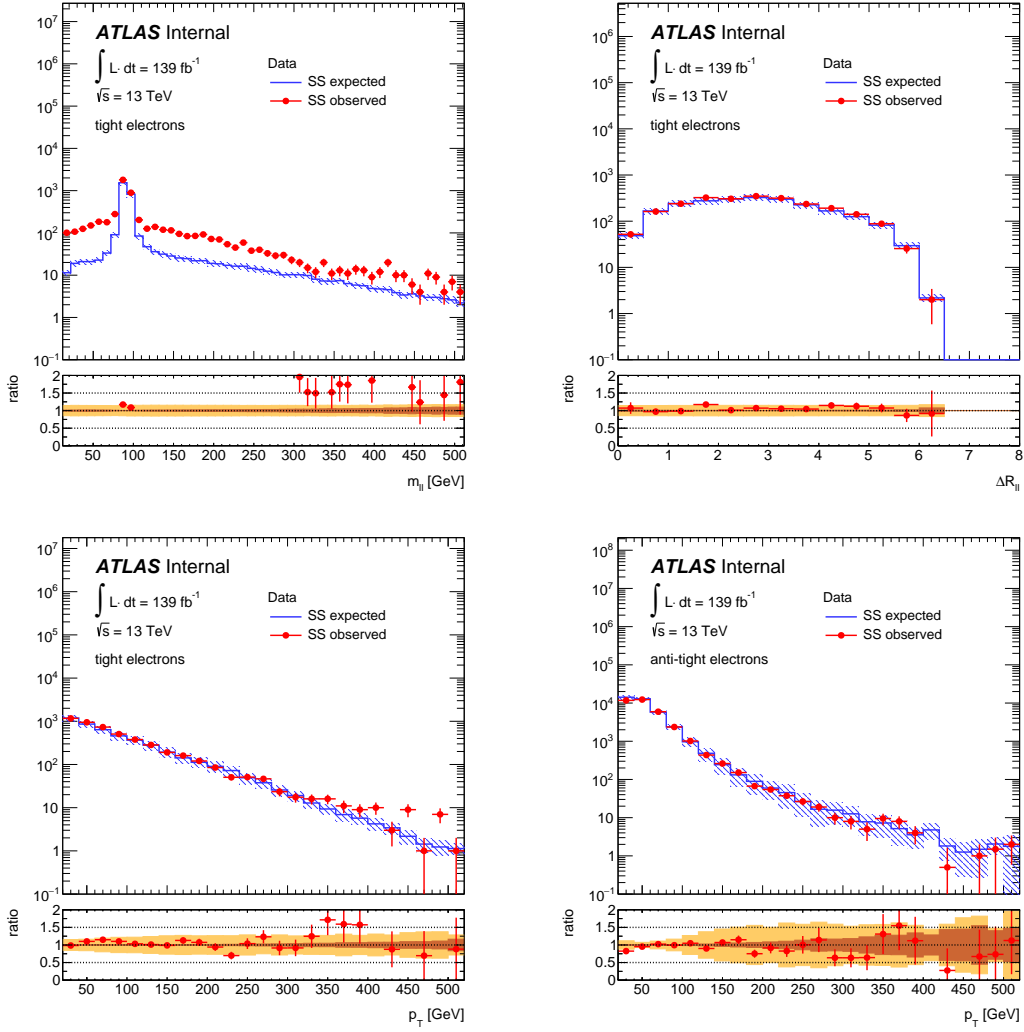 10⁷
10⁶
10⁵
10⁴
10³
10²
10
1
10⁻¹
ATLAS Internal
∫ L· dt = 139 fb⁻¹
√s = 13 TeV
tight electrons
Data
SS expected
SS observed
ratio
2
1.5
1
0.5
0
50 100 150 200 250 300 350 400 450 500
m_ll [GeV]
10⁶
10⁵
10⁴
10³
10²
10
1
10⁻¹
ATLAS Internal
∫ L· dt = 139 fb⁻¹
√s = 13 TeV
tight electrons
Data
SS expected
SS observed
ratio
2
1.5
1
0.5
0
0 1 2 3 4 5 6 7 8
ΔR_ll
10⁷
10⁶
10⁵
10⁴
10³
10²
10
1
10⁻¹
ATLAS Internal
∫ L· dt = 139 fb⁻¹
√s = 13 TeV
tight electrons
Data
SS expected
SS observed
ratio
2
1.5
1
0.5
0
50 100 150 200 250 300 350 400 450 500
p_T [GeV]
10⁸
10⁷
10⁶
10⁵
10⁴
10³
10²
10
1
10⁻¹
ATLAS Internal
∫ L· dt = 139 fb⁻¹
√s = 13 TeV
anti-tight electrons
Data
SS expected
SS observed
ratio
2
1.5
1
0.5
0
50 100 150 200 250 300 350 400 450 500
p_T [GeV]